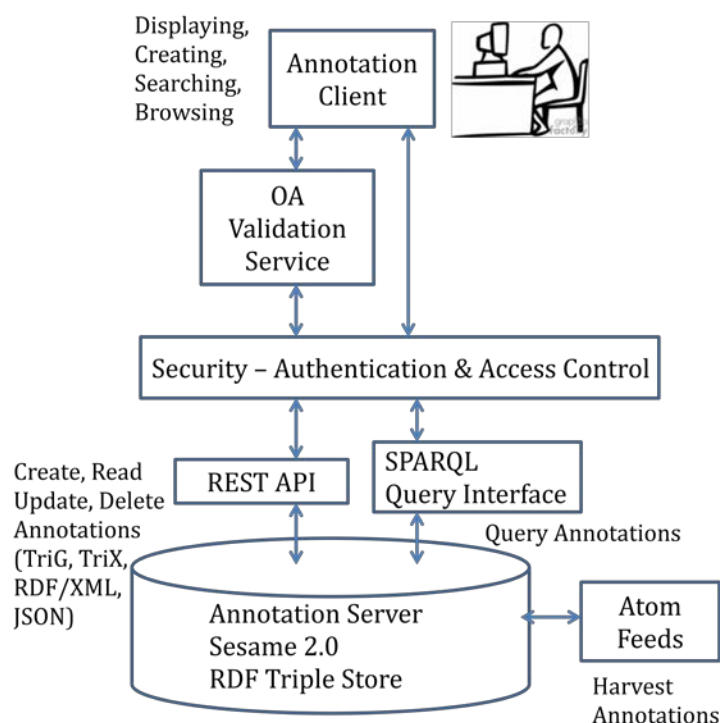 Displaying,
Creating,
Searching,
Browsing
Annotation
Client
OA
Validation
Service
Security – Authentication & Access Control
Create, Read
Update, Delete
Annotations
(TriG, TriX,
RDF/XML,
JSON)
REST API
SPARQL
Query Interface
Query Annotations
Annotation Server
Sesame 2.0
RDF Triple Store
Atom
Feeds
Harvest
Annotations